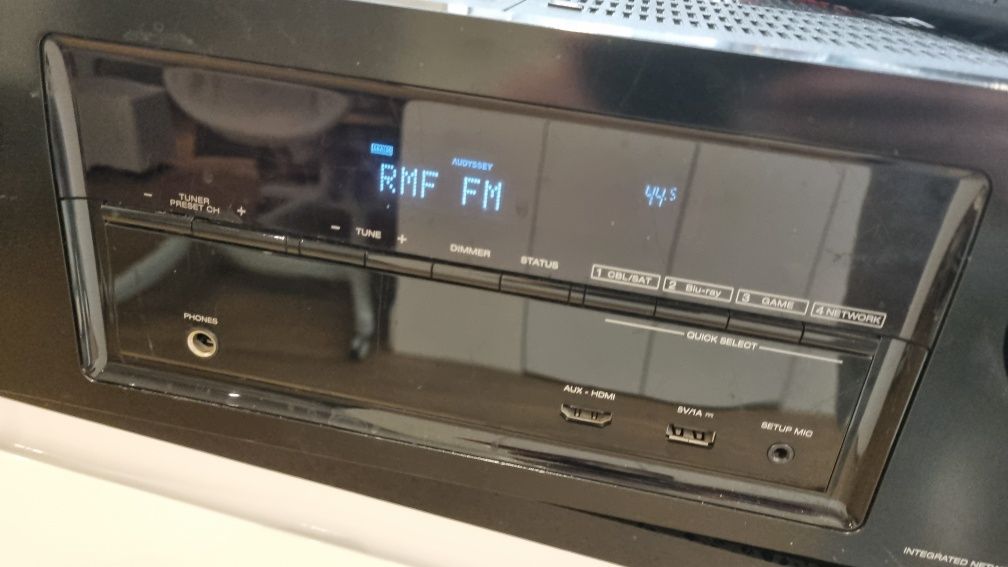 AUDYSSEY
RMF FM
44.5
− TUNER PRESET CH +
− TUNE +
DIMMER
STATUS
1 CBL/SAT
2 Blu-ray
3 GAME
4 NETWORK
QUICK SELECT
PHONES
AUX - HDMI
5V/1A
SETUP MIC
INTEGRATED